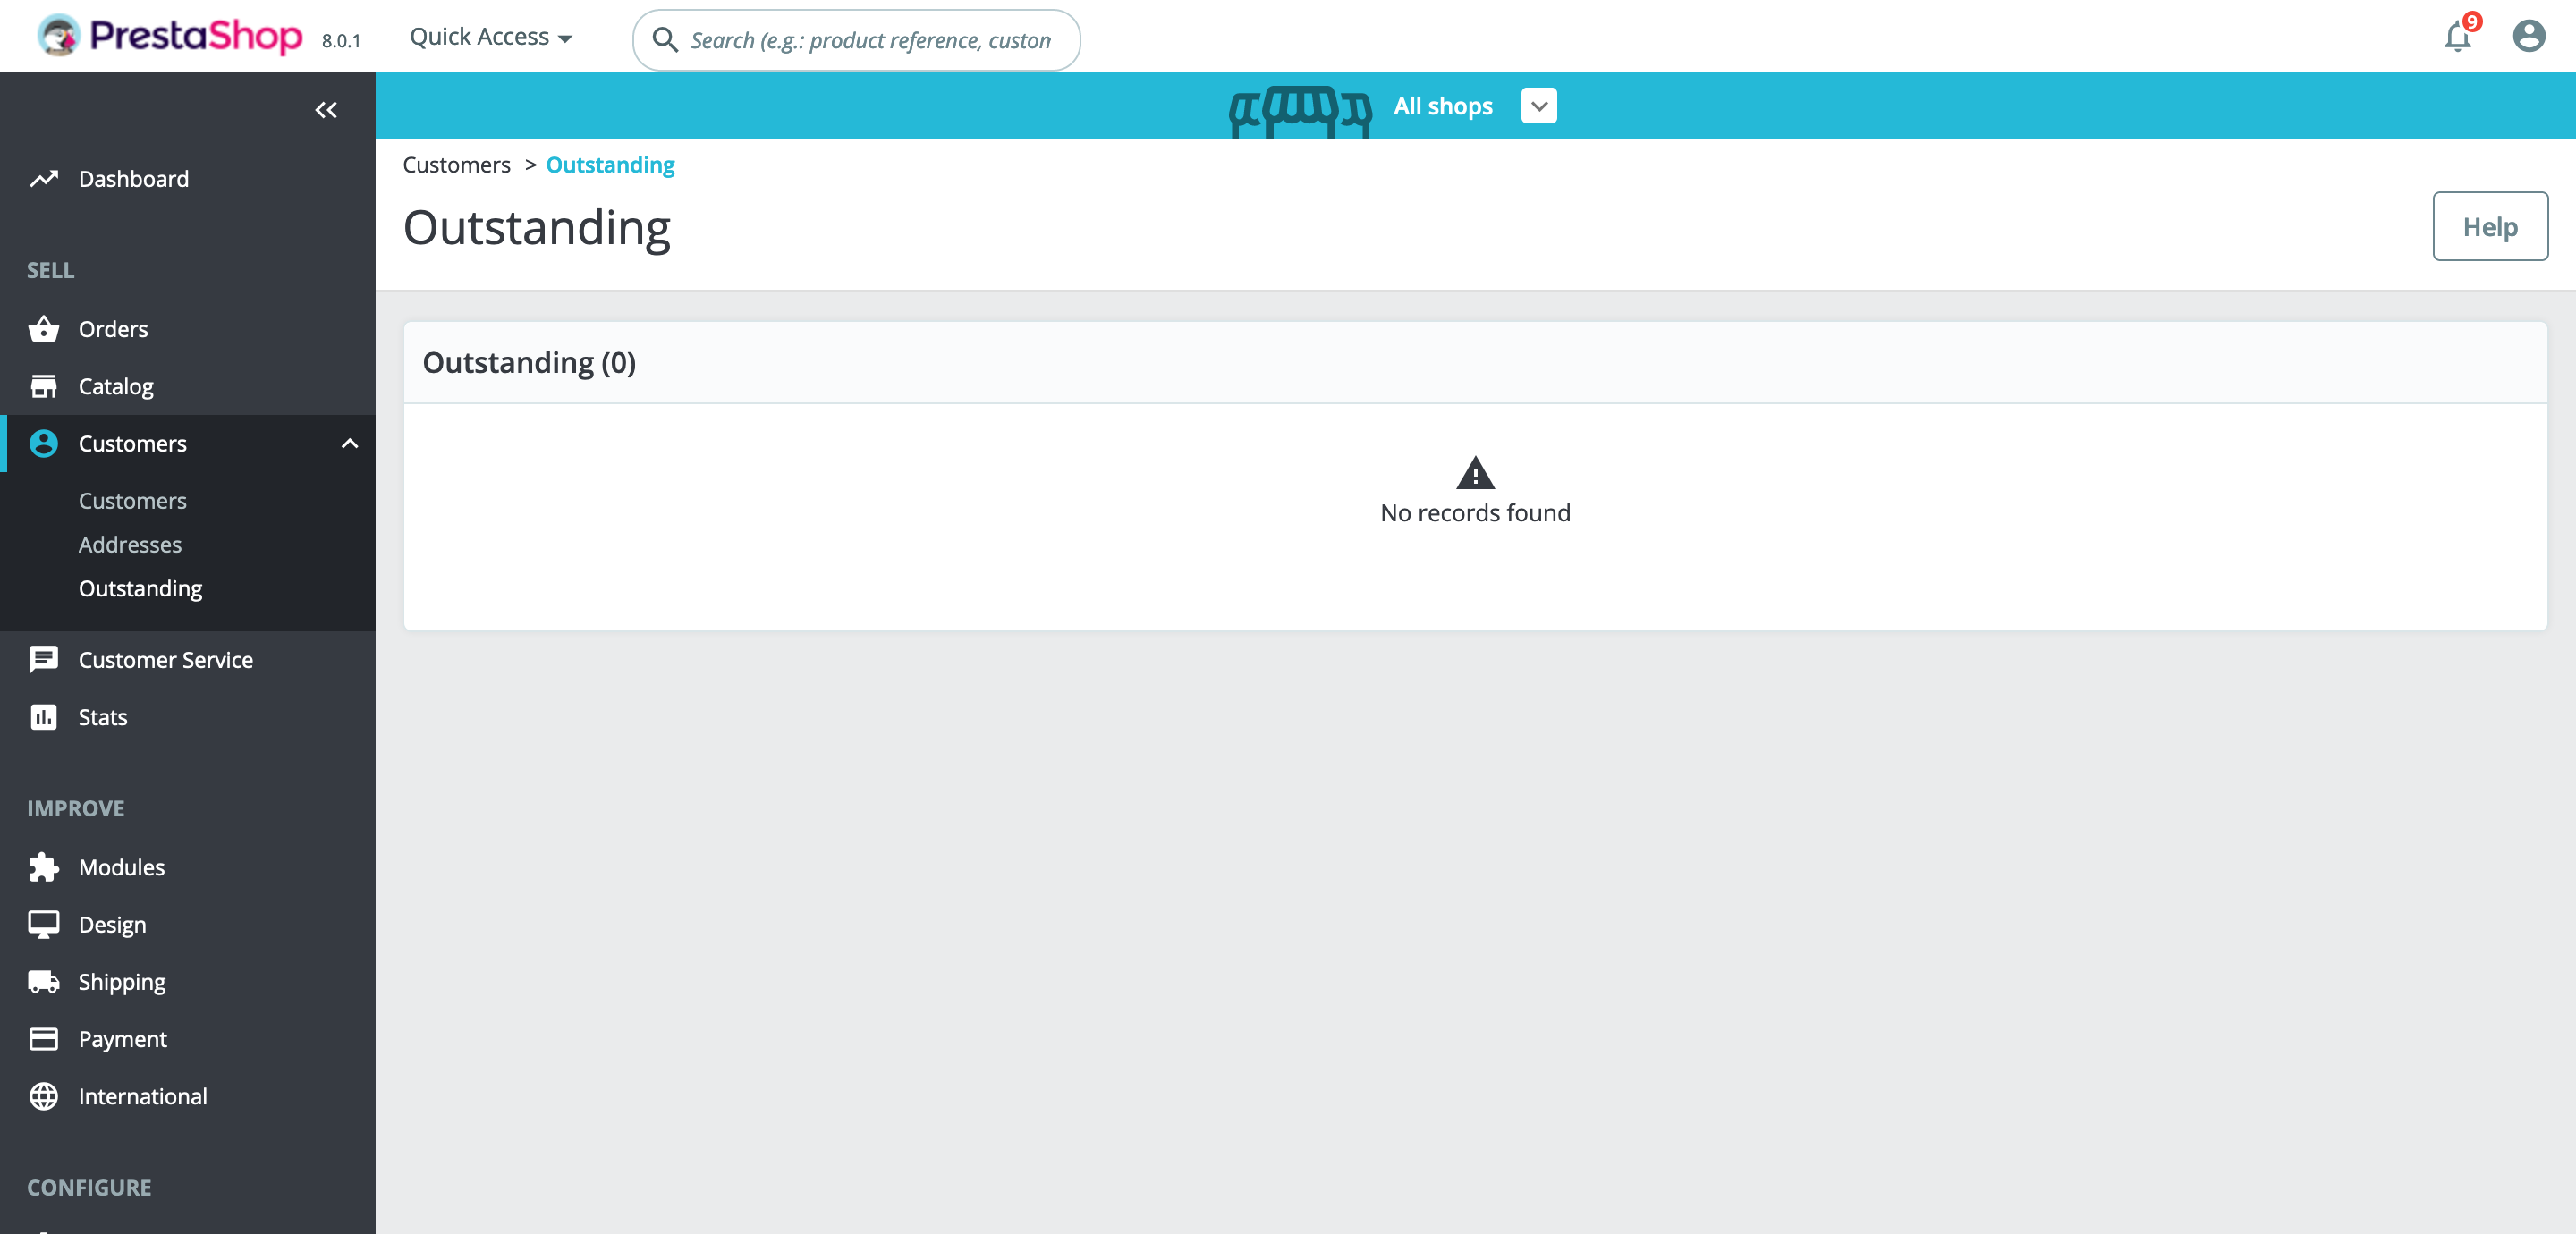 PrestaShop 8.0.1 Quick Access Search (e.g.: product reference, custon 9
All shops
Customers > Outstanding
Outstanding
Help
Dashboard
SELL
Orders
Catalog
Customers
Customers
Addresses
Outstanding
Customer Service
Stats
IMPROVE
Modules
Design
Shipping
Payment
International
CONFIGURE
Outstanding (0)
No records found